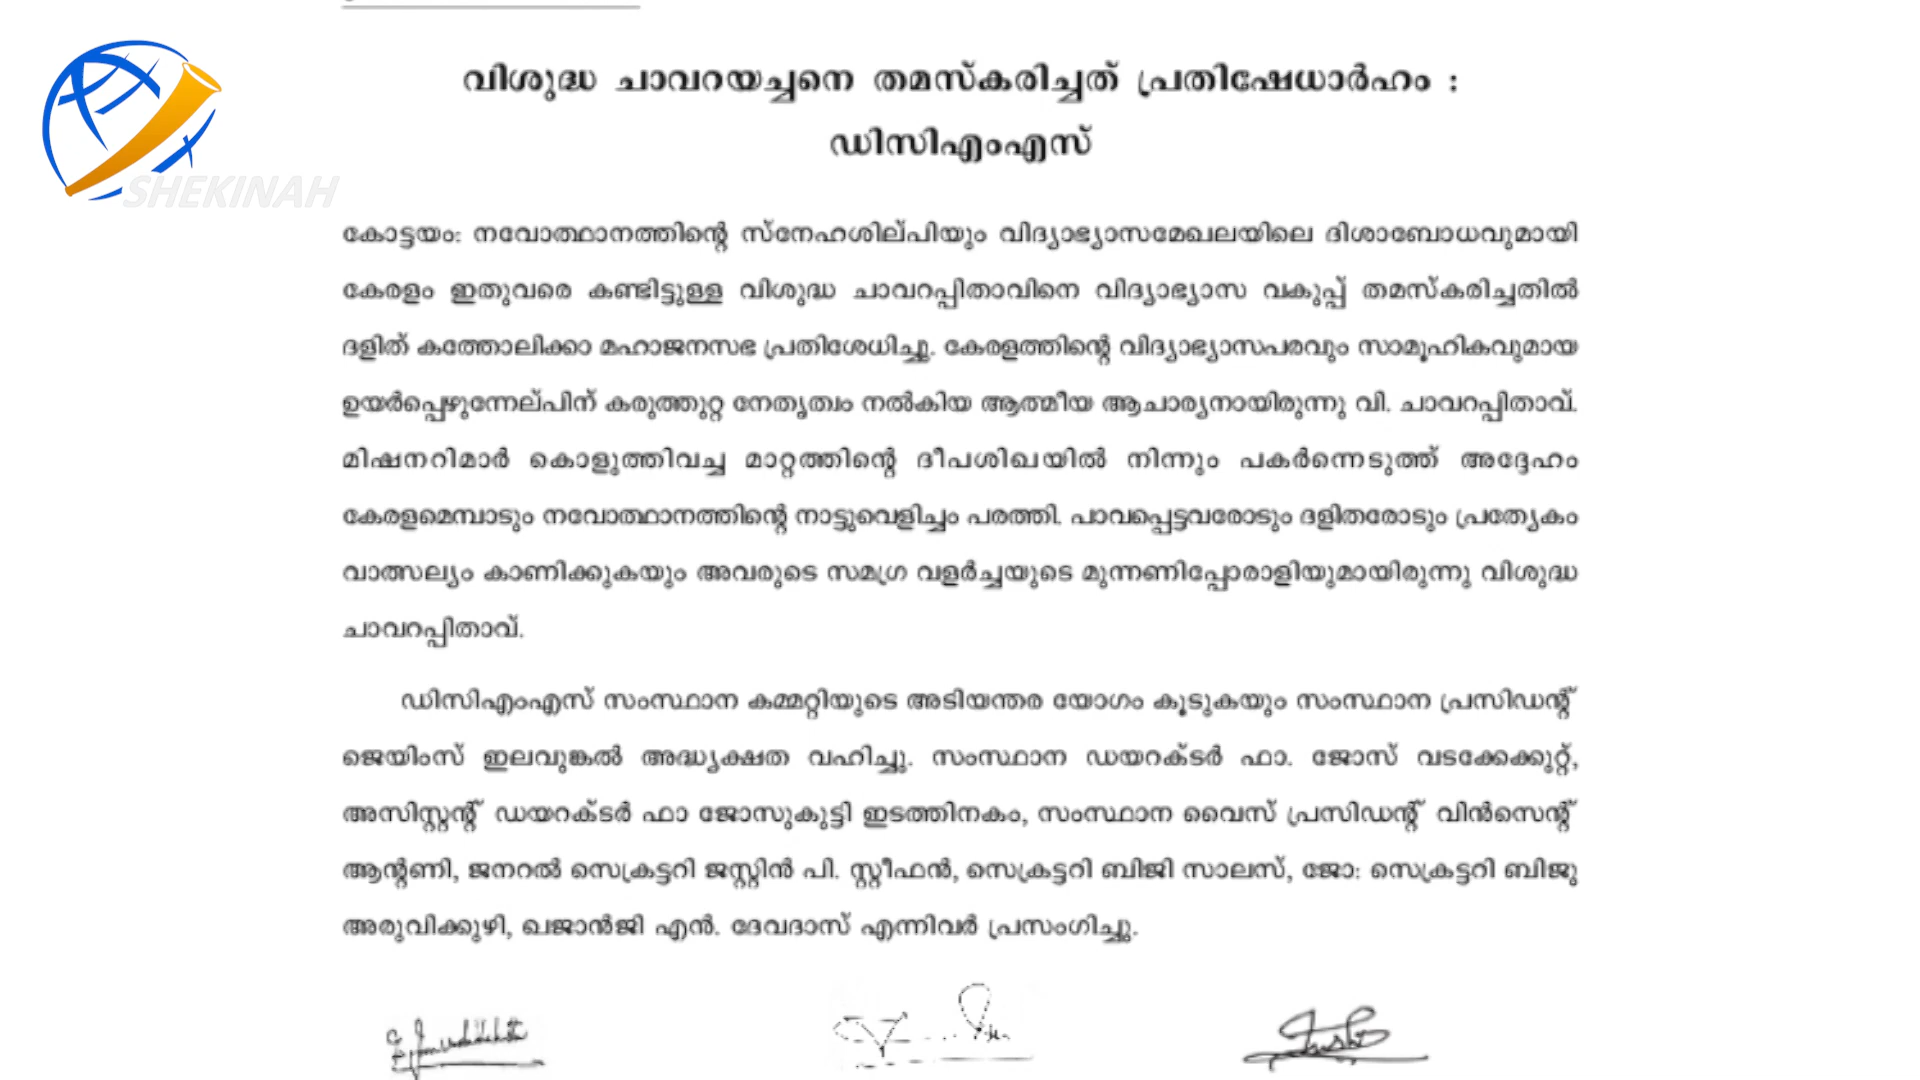 SHEKINAH
വിശുദ്ധ ചാവറയച്ചനെ തമസ്കരിച്ചത് പ്രതിഷേധാർഹം :
ഡിസിഎംഎസ്
കോട്ടയം: നവോത്ഥാനത്തിന്റെ സ്നേഹശില്പിയും വിദ്യാഭ്യാസമേഖലയിലെ ദിശാബോധവുമായി
കേരളം ഇതുവരെ കണ്ടിട്ടുള്ള വിശുദ്ധ ചാവറപ്പിതാവിനെ വിദ്യാഭ്യാസ വകുപ്പ് തമസ്കരിച്ചതിൽ
ദളിത് കത്തോലിക്കാ മഹാജനസഭ പ്രതിശേധിച്ചു. കേരളത്തിന്റെ വിദ്യാഭ്യാസപരവും സാമൂഹികവുമായ
ഉയർപ്പെഴുന്നേല്പിന് കരുത്തുറ്റ നേതൃത്വം നൽകിയ ആത്മീയ ആചാര്യനായിരുന്നു വി. ചാവറപ്പിതാവ്.
മിഷനറിമാർ കൊളുത്തിവച്ച മാറ്റത്തിന്റെ ദീപശിഖയിൽ നിന്നും പകർന്നെടുത്ത് അദ്ദേഹം
കേരളമെമ്പാടും നവോത്ഥാനത്തിന്റെ നാട്ടുവെളിച്ചം പരത്തി. പാവപ്പെട്ടവരോടും ദളിതരോടും പ്രത്യേകം
വാത്സല്യം കാണിക്കുകയും അവരുടെ സമഗ്ര വളർച്ചയുടെ മുന്നണിപ്പോരാളിയുമായിരുന്നു വിശുദ്ധ
ചാവറപ്പിതാവ്.
ഡിസിഎംഎസ് സംസ്ഥാന കമ്മറ്റിയുടെ അടിയന്തര യോഗം കൂടുകയും സംസ്ഥാന പ്രസിഡന്റ്
ജെയിംസ് ഇലവുങ്കൽ അദ്ധ്യക്ഷത വഹിച്ചു. സംസ്ഥാന ഡയറക്ടർ ഫാ. ജോസ് വടക്കേക്കുറ്റ്,
അസിസ്റ്റന്റ് ഡയറക്ടർ ഫാ ജോസുകുട്ടി ഇടത്തിനകം, സംസ്ഥാന വൈസ് പ്രസിഡന്റ് വിൻസെന്റ്
ആന്റണി, ജനറൽ സെക്രട്ടറി ജസ്റ്റിൻ പി. സ്റ്റീഫൻ, സെക്രട്ടറി ബിജി സാലസ്, ജോ: സെക്രട്ടറി ബിജു
അരുവിക്കുഴി, ഖജാൻജി എൻ. ദേവദാസ് എന്നിവർ പ്രസംഗിച്ചു.